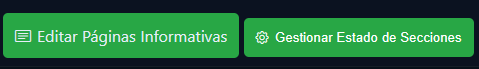 Editar Páginas Informativas
Gestionar Estado de Secciones